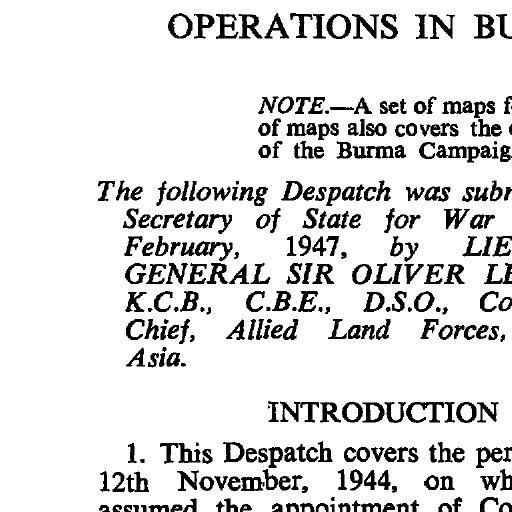 OPERATIONS IN BU
NOTE.—A set of maps f
of maps also covers the
of the Burma Campaig
The following Despatch was subm
Secretary of State for War
February, 1947, by LIE
GENERAL SIR OLIVER LE
K.C.B., C.B.E., D.S.O., Co
Chief, Allied Land Forces,
Asia.
INTRODUCTION
1. This Despatch covers the per
12th November, 1944, on wh
assumed the appointment of Co